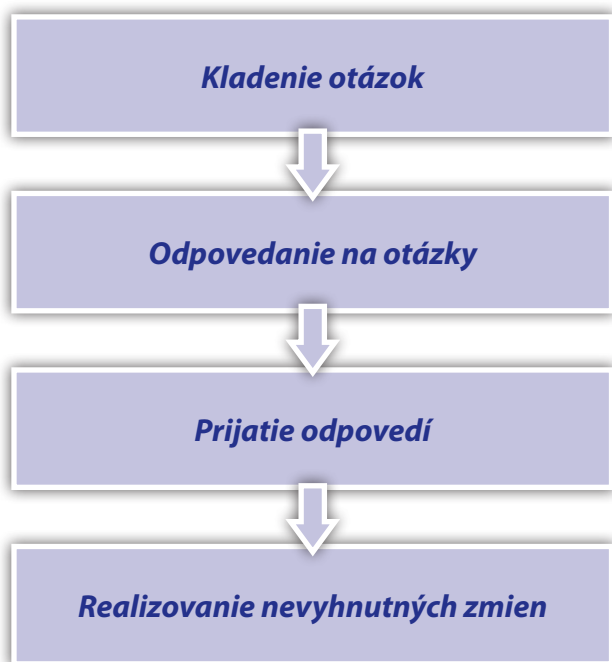 Kladenie otázok
Odpovedanie na otázky
Prijatie odpovedí
Realizovanie nevyhnutných zmien